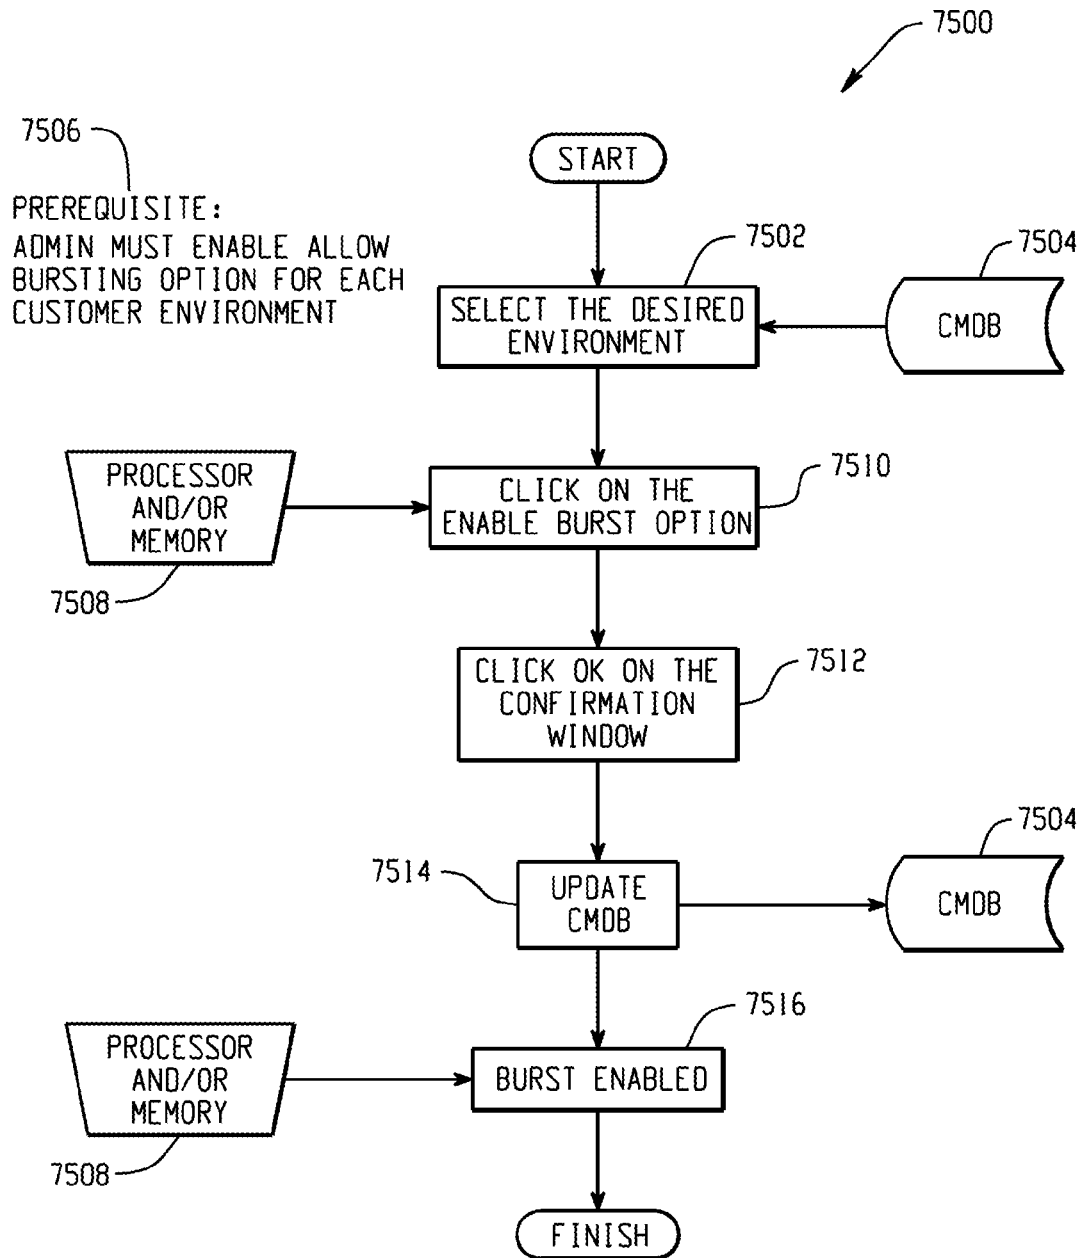 7500
7506
PREREQUISITE:
ADMIN MUST ENABLE ALLOW
BURSTING OPTION FOR EACH
CUSTOMER ENVIRONMENT
START
7502
7504
SELECT THE DESIRED
ENVIRONMENT
CMDB
PROCESSOR
AND/OR
MEMORY
7508
7510
CLICK ON THE
ENABLE BURST OPTION
7512
CLICK OK ON THE
CONFIRMATION
WINDOW
7514
UPDATE
CMDB
7504
CMDB
7516
PROCESSOR
AND/OR
MEMORY
7508
BURST ENABLED
FINISH